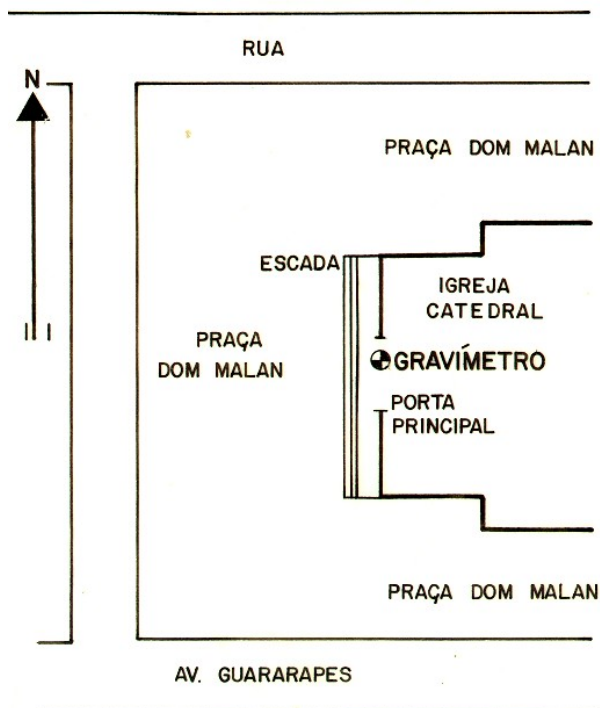 RUA
N
PRAÇA DOM MALAN
ESCADA
IGREJA
CATEDRAL
PRAÇA
DOM MALAN
GRAVÍMETRO
PORTA
PRINCIPAL
PRAÇA DOM MALAN
AV. GUARARAPES